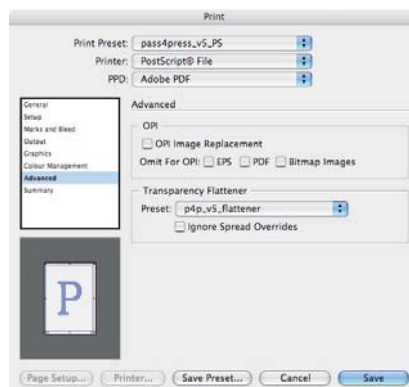 Print
Print Preset: pass4press_v5_PS
Printer: PostScript® File
PPD: Adobe PDF
General
Setup
Marks and Bleed
Output
Graphics
Colour Management
Advanced
Summary
Advanced
OPI
OPI Image Replacement
Omit For OPI: EPS PDF Bitmap Images
Transparency Flattener
Preset: p4p_v5_flattener
Ignore Spread Overrides
P
Page Setup... Printer... Save Preset... Cancel Save